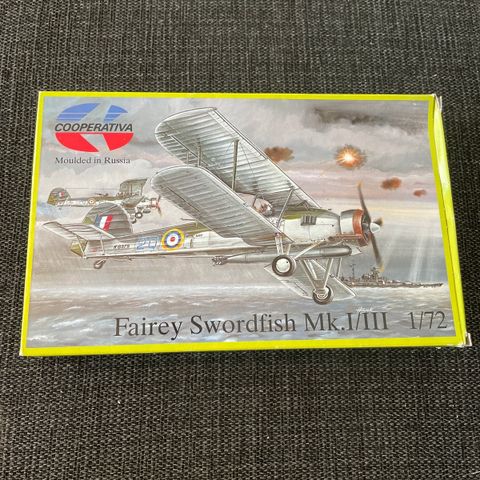 COOPERATIVA
Moulded in Russia
Fairey Swordfish Mk.I/III 1/72